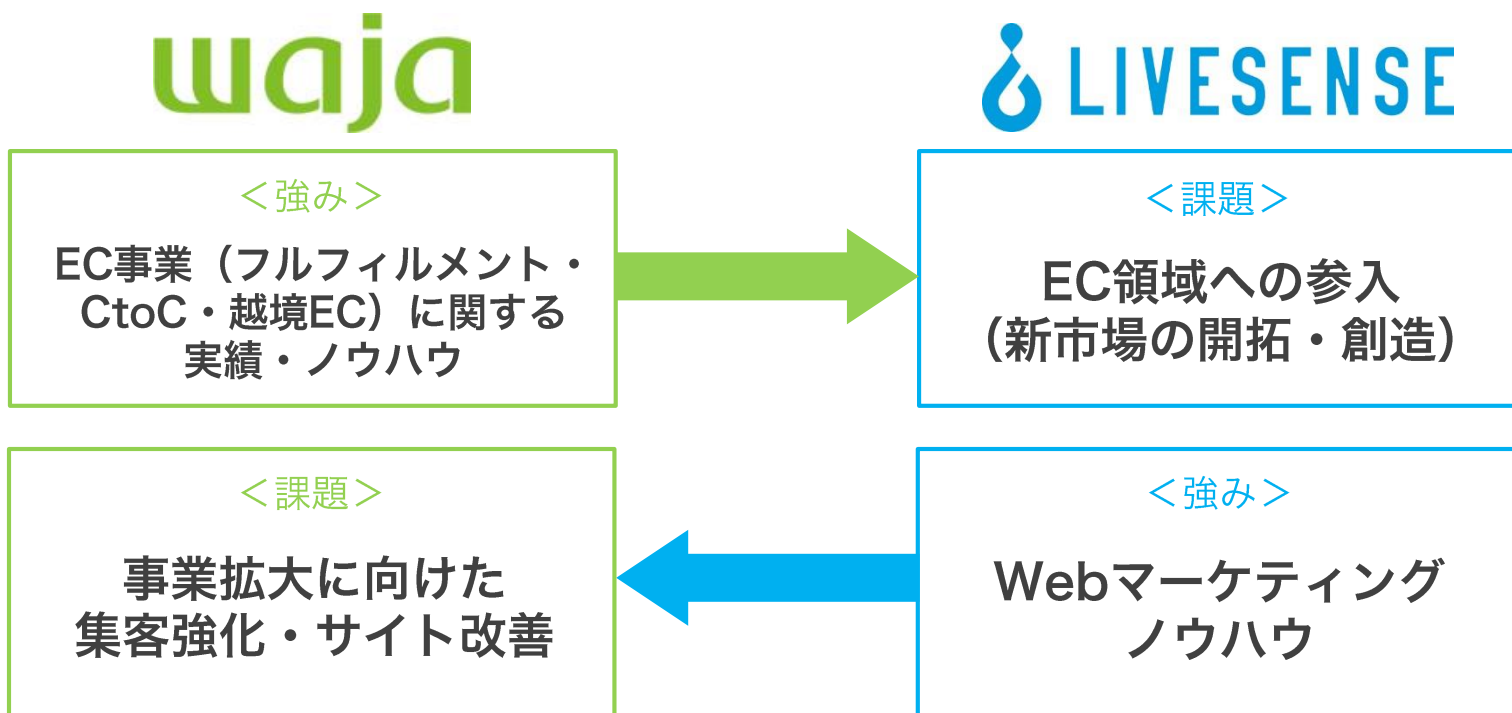 waja
LIVESENSE
＜強み＞
EC事業（フルフィルメント・
CtoC・越境EC）に関する
実績・ノウハウ
＜課題＞
EC領域への参入
（新市場の開拓・創造）
＜課題＞
事業拡大に向けた
集客強化・サイト改善
＜強み＞
Webマーケティング
ノウハウ